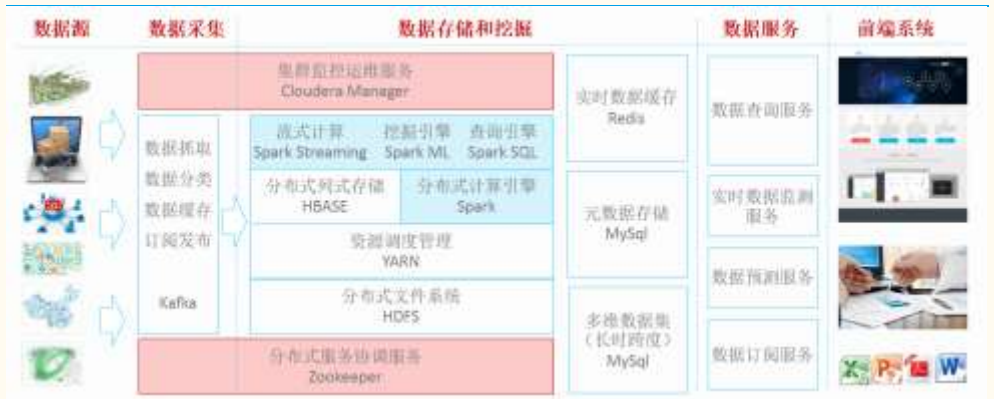 数据源
数据采集
数据存储和挖掘
数据服务
前端系统
集群监控运维服务
Cloudera Manager
数据抓取
数据分类
数据缓存
订阅发布
Kafka
流式计算 挖掘引擎 查询引擎
Spark Streaming Spark ML Spark SQL
分布式列式存储
HBASE
分布式计算引擎
Spark
资源调度管理
YARN
分布式文件系统
HDFS
分布式服务协调服务
Zookeeper
实时数据缓存
Redis
元数据存储
MySql
多维数据集
(长时跨度)
MySql
数据查询服务
实时数据监测
服务
数据预测服务
数据订阅服务